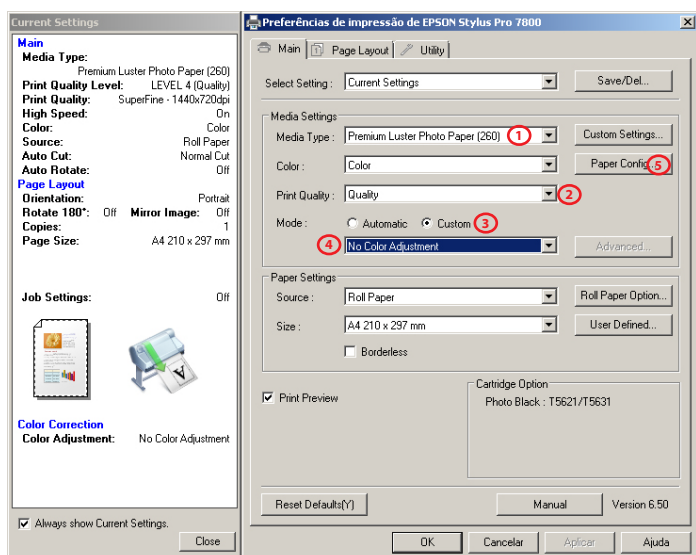 Current Settings
Main
Media Type:
Premium Luster Photo Paper (260)
Print Quality Level: LEVEL 4 (Quality)
Print Quality: SuperFine - 1440x720dpi
High Speed: On
Color: Color
Source: Roll Paper
Auto Cut: Normal Cut
Auto Rotate: Off
Page Layout
Orientation: Portrait
Rotate 180°: Off Mirror Image: Off
Copies: 1
Page Size: A4 210 x 297 mm
Job Settings: Off
A
Color Correction
Color Adjustment: No Color Adjustment
Always show Current Settings.
Close
Preferências de impressão de EPSON Stylus Pro 7800
Main Page Layout Utility
Select Setting : Current Settings Save/Del...
Media Settings
Media Type : Premium Luster Photo Paper (260) 1 Custom Settings...
Color : Color Paper Config... 5
Print Quality : Quality 2
Mode : Automatic Custom 3
4 No Color Adjustment Advanced...
Paper Settings
Source : Roll Paper Roll Paper Option...
Size : A4 210 x 297 mm User Defined...
Borderless
Print Preview
Cartridge Option
Photo Black : T5621/T5631
Reset Defaults(Y) Manual Version 6.50
OK Cancelar Aplicar Ajuda